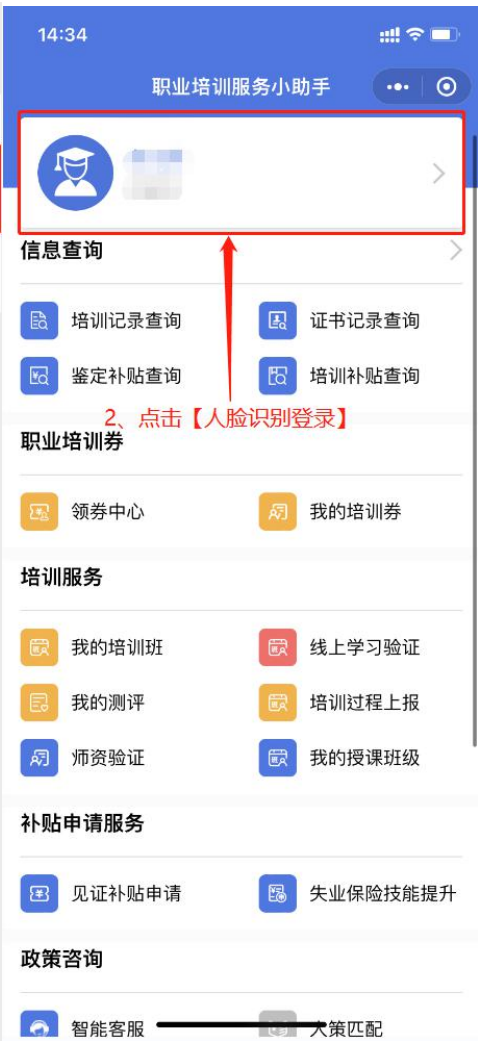 14:34
职业培训服务小助手
信息查询
培训记录查询 证书记录查询
鉴定补贴查询 培训补贴查询
2、点击【人脸识别登录】
职业培训券
领券中心 我的培训券
培训服务
我的培训班 线上学习验证
我的测评 培训过程上报
师资验证 我的授课班级
补贴申请服务
见证补贴申请 失业保险技能提升
政策咨询
智能客服 策匹配